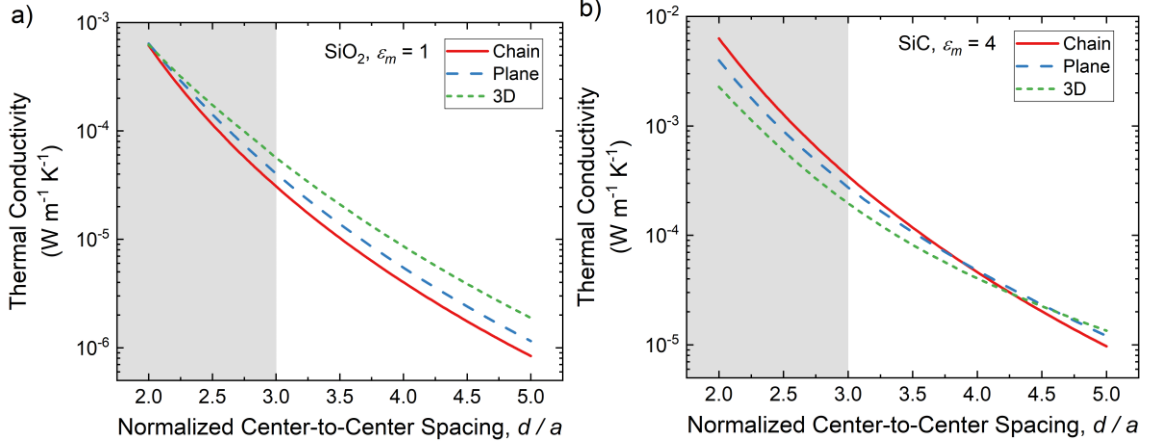 a)
SiO₂, εₘ = 1
Chain
Plane
3D
10⁻³
10⁻⁴
10⁻⁵
10⁻⁶
Thermal Conductivity
(W m⁻¹ K⁻¹)
2.0 2.5 3.0 3.5 4.0 4.5 5.0
Normalized Center-to-Center Spacing, d / a
b)
SiC, εₘ = 4
Chain
Plane
3D
10⁻²
10⁻³
10⁻⁴
10⁻⁵
Thermal Conductivity
(W m⁻¹ K⁻¹)
2.0 2.5 3.0 3.5 4.0 4.5 5.0
Normalized Center-to-Center Spacing, d / a